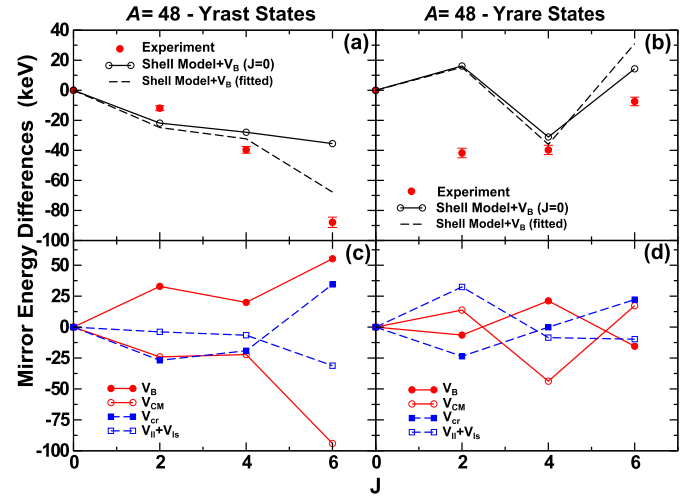 A= 48 - Yrast States
A= 48 - Yrare States
Mirror Energy Differences (keV)
40
20
0
-20
-40
-60
-80
-100
(a)
Experiment
Shell Model+V_B (J=0)
Shell Model+V_B (fitted)
(b)
Experiment
Shell Model+V_B (J=0)
Shell Model+V_B (fitted)
50
25
0
-25
-50
-75
-100
(c)
V_B
V_CM
V_cr
V_ll+V_ls
(d)
V_B
V_CM
V_cr
V_ll+V_ls
0 2 4 6 0 2 4 6
J